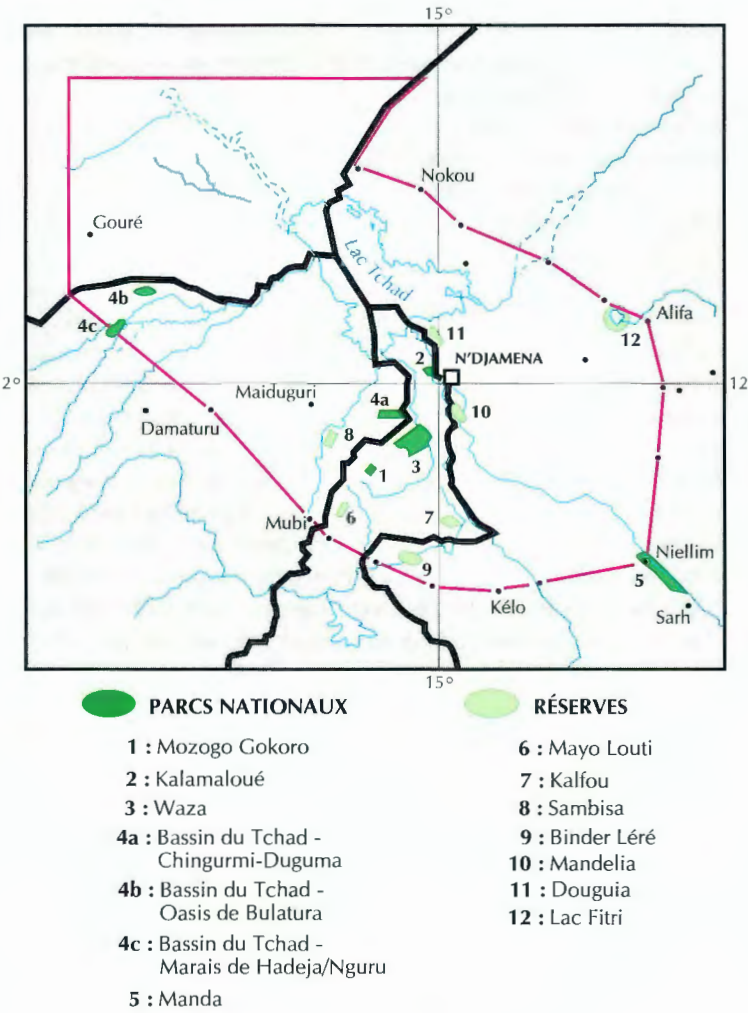 15°
Nokou
Gouré
Lac Tchad
4b
4c
11
Alifa
12
N'DJAMENA
2
2°
12
Maiduguri
4a
10
Damaturu
8
3
1
Mubi
6
7
Niellim
9
5
Kélo
Sarh
15°
PARCS NATIONAUX
1 : Mozogo Gokoro
2 : Kalamaloué
3 : Waza
4a : Bassin du Tchad -
Chingurmi-Duguma
4b : Bassin du Tchad -
Oasis de Bulatura
4c : Bassin du Tchad -
Marais de Hadeja/Nguru
5 : Manda
RÉSERVES
6 : Mayo Louti
7 : Kalfou
8 : Sambisa
9 : Binder Léré
10 : Mandelia
11 : Douguia
12 : Lac Fitri